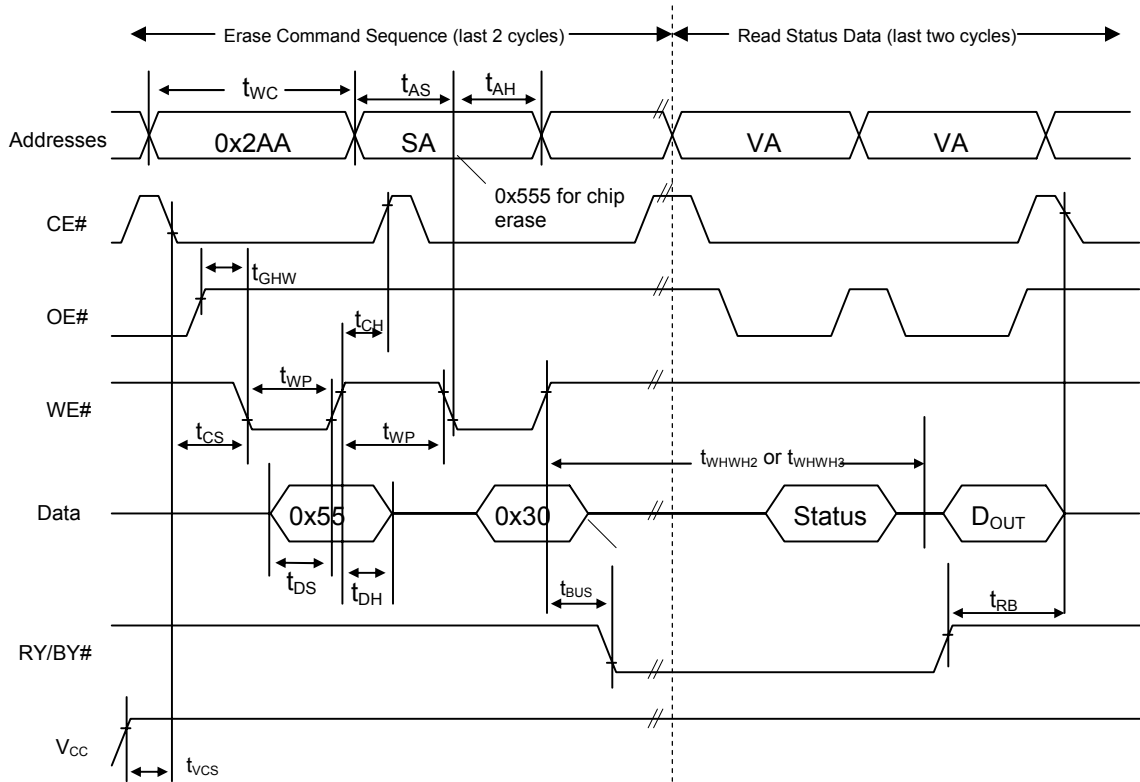 Erase Command Sequence (last 2 cycles)
Read Status Data (last two cycles)
tWC
tAS
tAH
Addresses
0x2AA
SA
VA
VA
0x555 for chip
erase
CE#
tGHW
OE#
tCH
tWP
WE#
tCS
tWP
tWHWH2 or tWHWH3
Data
0x55
0x30
Status
DOUT
tDS
tDH
tBUS
tRB
RY/BY#
VCC
tVCS